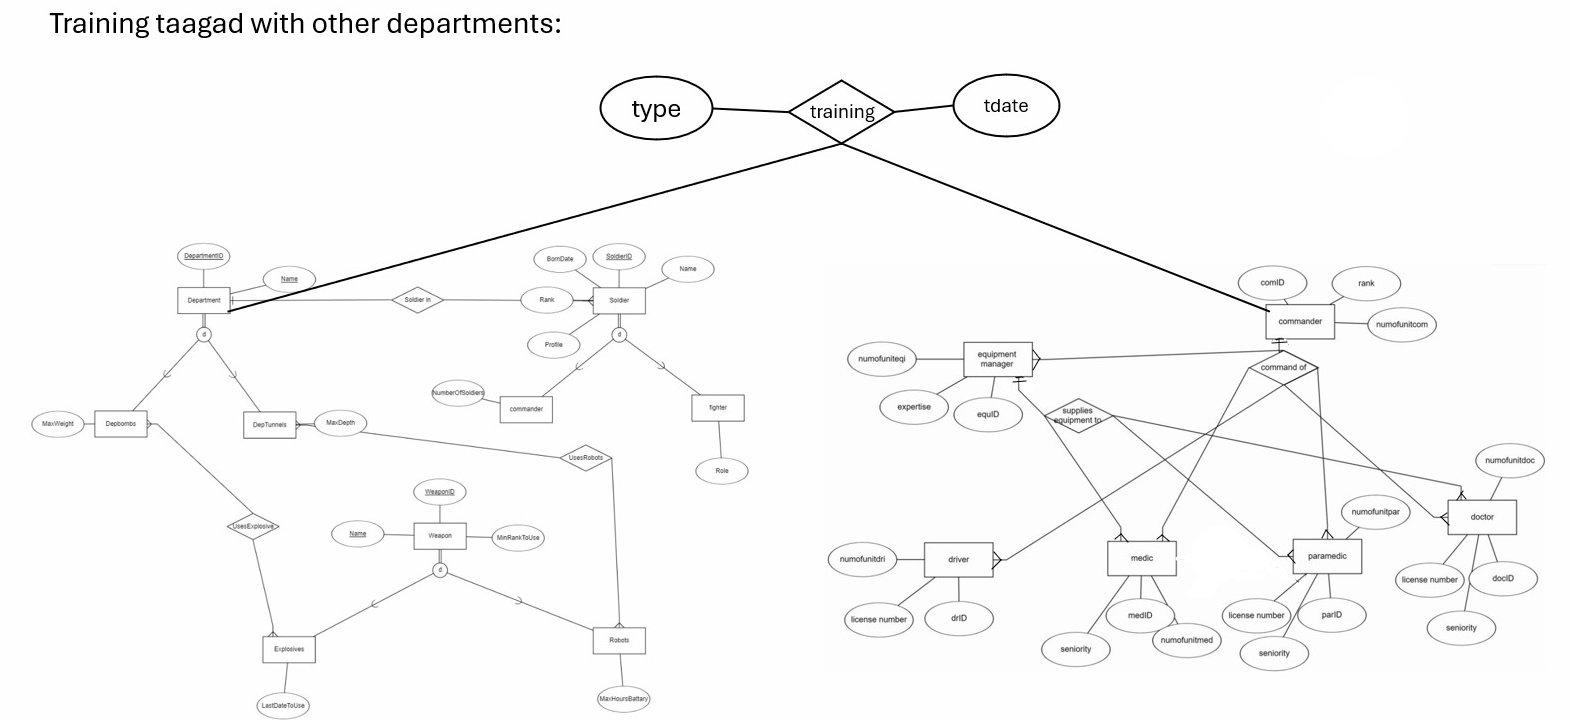 Training taagad with other departments:
type
training
tdate
DepartmentID
Name
Department
Soldier in
BornDate
SoldierID
Name
Rank
Soldier
Profile
d
d
NumberOfSoldiers
commander
fighter
Role
MaxWeight
Depbombs
DepTunnels
MaxDepth
UsesRobots
UsesExplosive
WeaponID
Name
Weapon
MinRankToUse
d
Explosives
Robots
LastDateToUse
MaxHoursBattary
comID
rank
commander
numofunitcom
numofuniteqi
equipment
manager
expertise
equID
command of
supplies
equipment to
numofunitdoc
doctor
license number
docID
seniority
numofunitpar
paramedic
license number
parID
seniority
medic
medID
numofunitmed
seniority
numofunitdri
driver
license number
drID